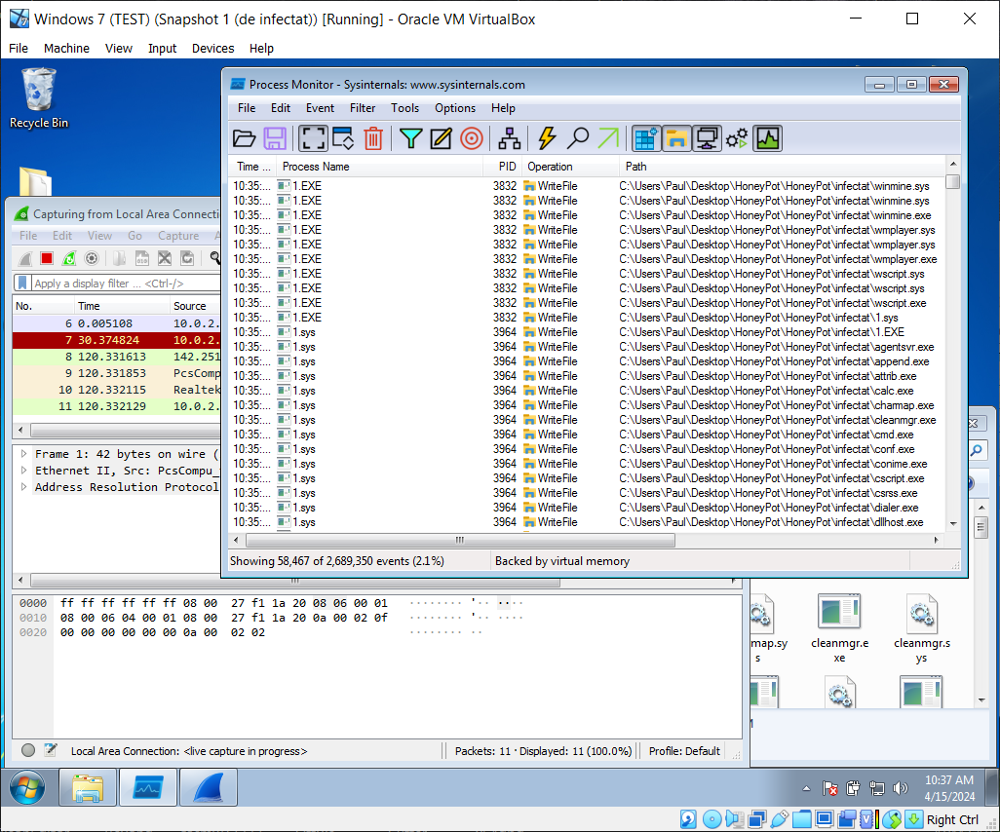 Windows 7 (TEST) (Snapshot 1 (de infectat)) [Running] - Oracle VM VirtualBox
File Machine View Input Devices Help
Recycle Bin
Process Monitor - Sysinternals: www.sysinternals.com
File Edit Event Filter Tools Options Help
Time ... Process Name PID Operation Path
10:35:... 1.EXE 3832 WriteFile C:\Users\Paul\Desktop\HoneyPot\HoneyPot\infectat\winmine.sys
10:35:... 1.EXE 3832 WriteFile C:\Users\Paul\Desktop\HoneyPot\HoneyPot\infectat\winmine.sys
10:35:... 1.EXE 3832 WriteFile C:\Users\Paul\Desktop\HoneyPot\HoneyPot\infectat\winmine.exe
10:35:... 1.EXE 3832 WriteFile C:\Users\Paul\Desktop\HoneyPot\HoneyPot\infectat\wmplayer.sys
10:35:... 1.EXE 3832 WriteFile C:\Users\Paul\Desktop\HoneyPot\HoneyPot\infectat\wmplayer.sys
10:35:... 1.EXE 3832 WriteFile C:\Users\Paul\Desktop\HoneyPot\HoneyPot\infectat\wmplayer.exe
10:35:... 1.EXE 3832 WriteFile C:\Users\Paul\Desktop\HoneyPot\HoneyPot\infectat\wscript.sys
10:35:... 1.EXE 3832 WriteFile C:\Users\Paul\Desktop\HoneyPot\HoneyPot\infectat\wscript.sys
10:35:... 1.EXE 3832 WriteFile C:\Users\Paul\Desktop\HoneyPot\HoneyPot\infectat\wscript.exe
10:35:... 1.EXE 3832 WriteFile C:\Users\Paul\Desktop\HoneyPot\HoneyPot\infectat\1.sys
10:35:... 1.sys 3964 WriteFile C:\Users\Paul\Desktop\HoneyPot\HoneyPot\infectat\1.EXE
10:35:... 1.sys 3964 WriteFile C:\Users\Paul\Desktop\HoneyPot\HoneyPot\infectat\agentsvr.exe
10:35:... 1.sys 3964 WriteFile C:\Users\Paul\Desktop\HoneyPot\HoneyPot\infectat\append.exe
10:35:... 1.sys 3964 WriteFile C:\Users\Paul\Desktop\HoneyPot\HoneyPot\infectat\attrib.exe
10:35:... 1.sys 3964 WriteFile C:\Users\Paul\Desktop\HoneyPot\HoneyPot\infectat\calc.exe
10:35:... 1.sys 3964 WriteFile C:\Users\Paul\Desktop\HoneyPot\HoneyPot\infectat\charmap.exe
10:35:... 1.sys 3964 WriteFile C:\Users\Paul\Desktop\HoneyPot\HoneyPot\infectat\cleanmgr.exe
10:35:... 1.sys 3964 WriteFile C:\Users\Paul\Desktop\HoneyPot\HoneyPot\infectat\cmd.exe
10:35:... 1.sys 3964 WriteFile C:\Users\Paul\Desktop\HoneyPot\HoneyPot\infectat\conf.exe
10:35:... 1.sys 3964 WriteFile C:\Users\Paul\Desktop\HoneyPot\HoneyPot\infectat\conime.exe
10:35:... 1.sys 3964 WriteFile C:\Users\Paul\Desktop\HoneyPot\HoneyPot\infectat\cscript.exe
10:35:... 1.sys 3964 WriteFile C:\Users\Paul\Desktop\HoneyPot\HoneyPot\infectat\csrss.exe
10:35:... 1.sys 3964 WriteFile C:\Users\Paul\Desktop\HoneyPot\HoneyPot\infectat\dialer.exe
10:35:... 1.sys 3964 WriteFile C:\Users\Paul\Desktop\HoneyPot\HoneyPot\infectat\dllhost.exe
Showing 58,467 of 2,689,350 events (2.1%) Backed by virtual memory
Capturing from Local Area Connecti
File Edit View Go Capture A
Apply a display filter ... <Ctrl-/>
No. Time Source
6 0.005108 10.0.2.
7 30.374824 10.0.2.
8 120.331613 142.251
9 120.331853 PcsComp
10 120.332115 Realtek
11 120.332129 10.0.2.
Frame 1: 42 bytes on wire (
Ethernet II, Src: PcsCompu_
Address Resolution Protocol
0000 ff ff ff ff ff ff 08 00 27 f1 1a 20 08 06 00 01 ········ '·· ····
0010 08 00 06 04 00 01 08 00 27 f1 1a 20 0a 00 02 0f ········ '·· ····
0020 00 00 00 00 00 00 0a 00 02 02 ········ ··
map.sy
s
cleanmgr.e
xe
cleanmgr.s
ys
Local Area Connection: <live capture in progress> Packets: 11 · Displayed: 11 (100.0%) Profile: Default
10:37 AM
4/15/2024
Right Ctrl